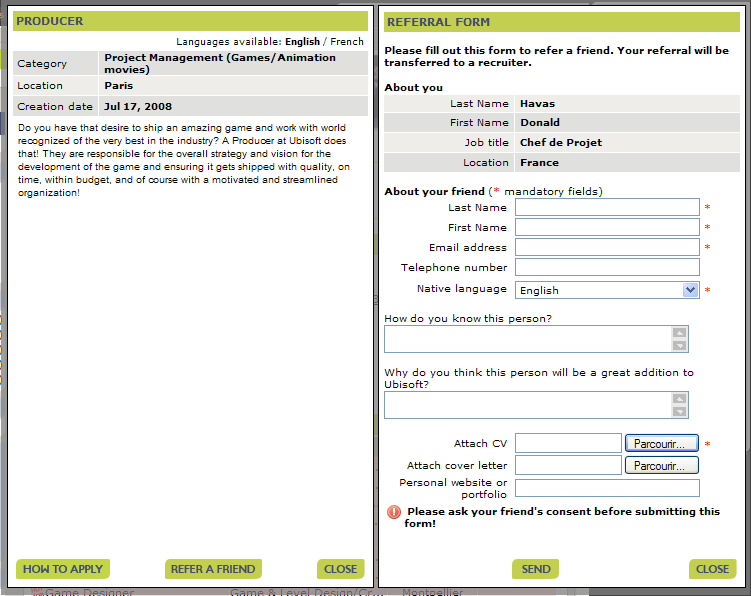 PRODUCER
Languages available: English / French
Category Project Management (Games/Animation
movies)
Location Paris
Creation date Jul 17, 2008
Do you have that desire to ship an amazing game and work with world
recognized of the very best in the industry? A Producer at Ubisoft does
that! They are responsible for the overall strategy and vision for the
development of the game and ensuring it gets shipped with quality, on
time, within budget, and of course with a motivated and streamlined
organization!
HOW TO APPLY REFER A FRIEND CLOSE
REFERRAL FORM
Please fill out this form to refer a friend. Your referral will be
transferred to a recruiter.
About you
Last Name Havas
First Name Donald
Job title Chef de Projet
Location France
About your friend (* mandatory fields)
Last Name *
First Name *
Email address *
Telephone number
Native language English *
How do you know this person?
Why do you think this person will be a great addition to
Ubisoft?
Attach CV Parcourir... *
Attach cover letter Parcourir...
Personal website or
portfolio
Please ask your friend's consent before submitting this
form!
SEND CLOSE
Game Designer Game & Level Design/Cr... Montpellier